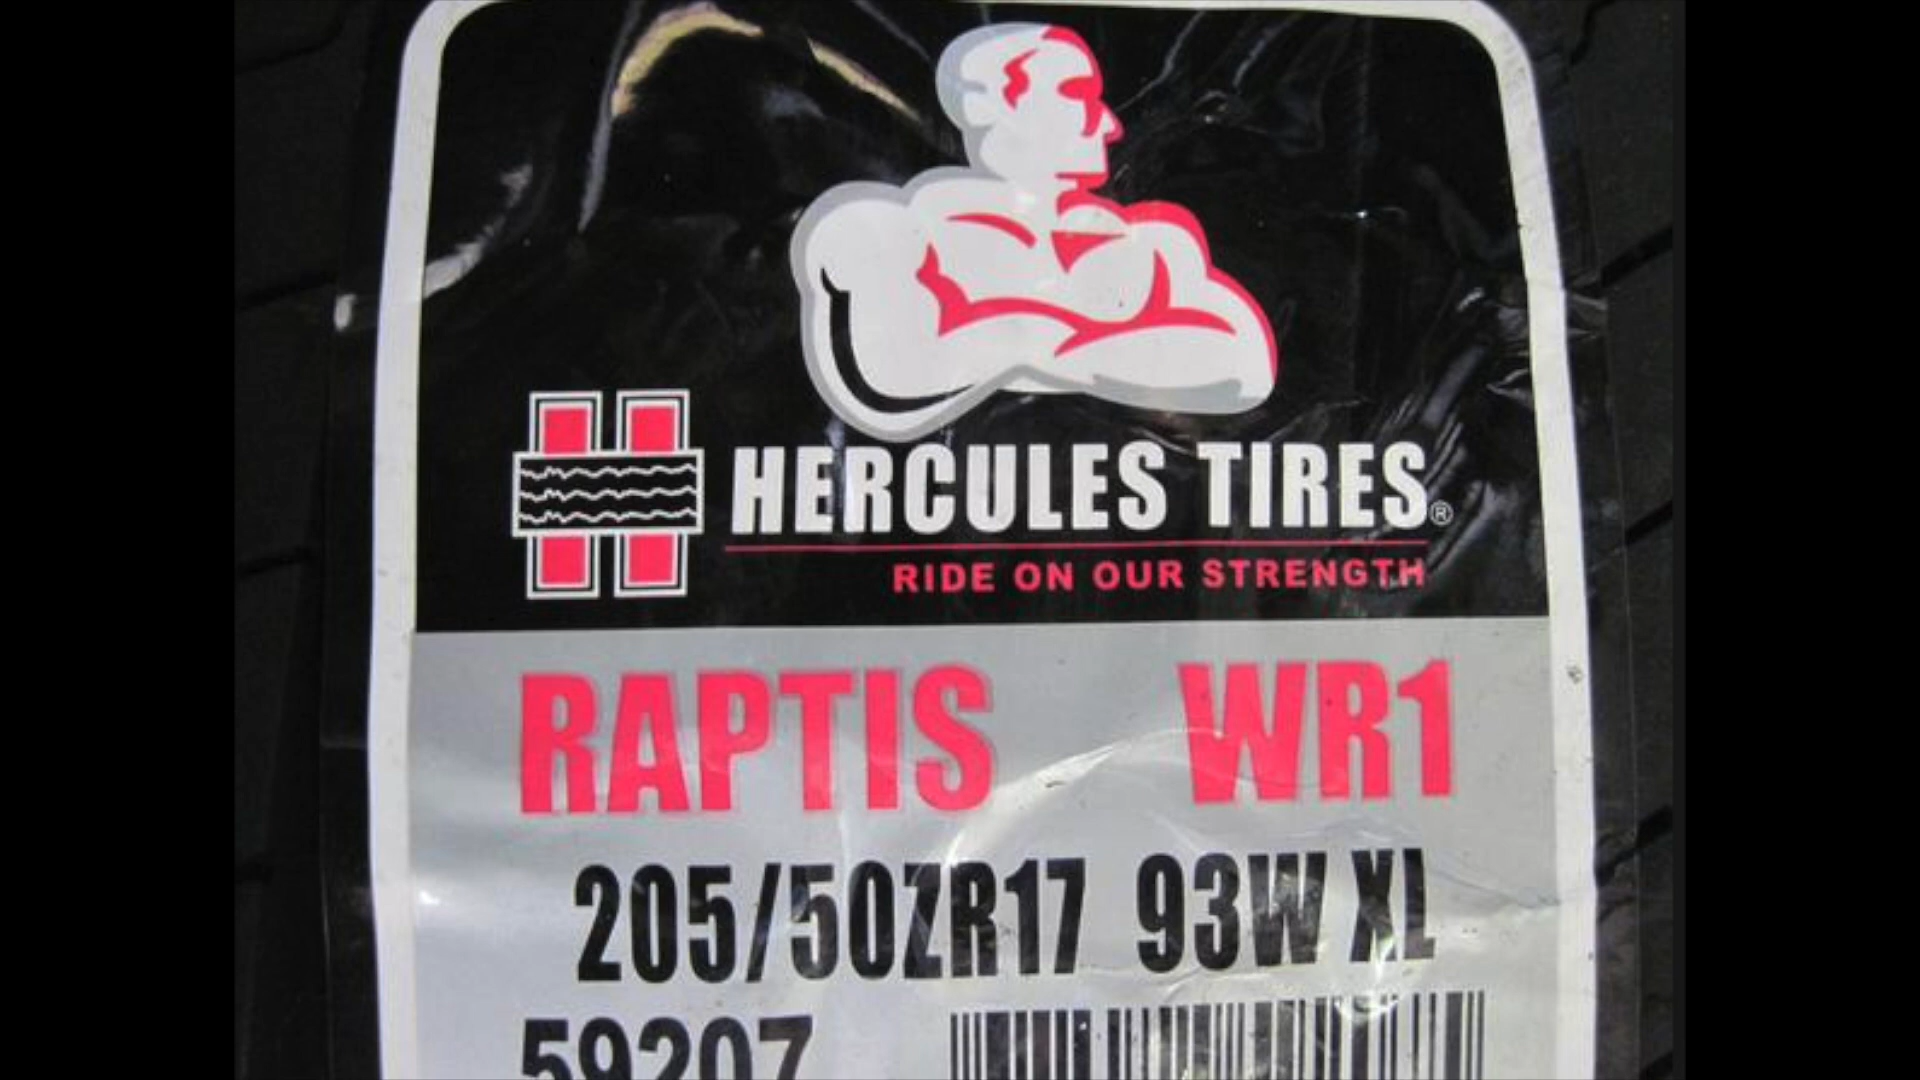 HERCULES TIRES®
RIDE ON OUR STRENGTH
RAPTIS WR1
205/50ZR17 93W XL
59207